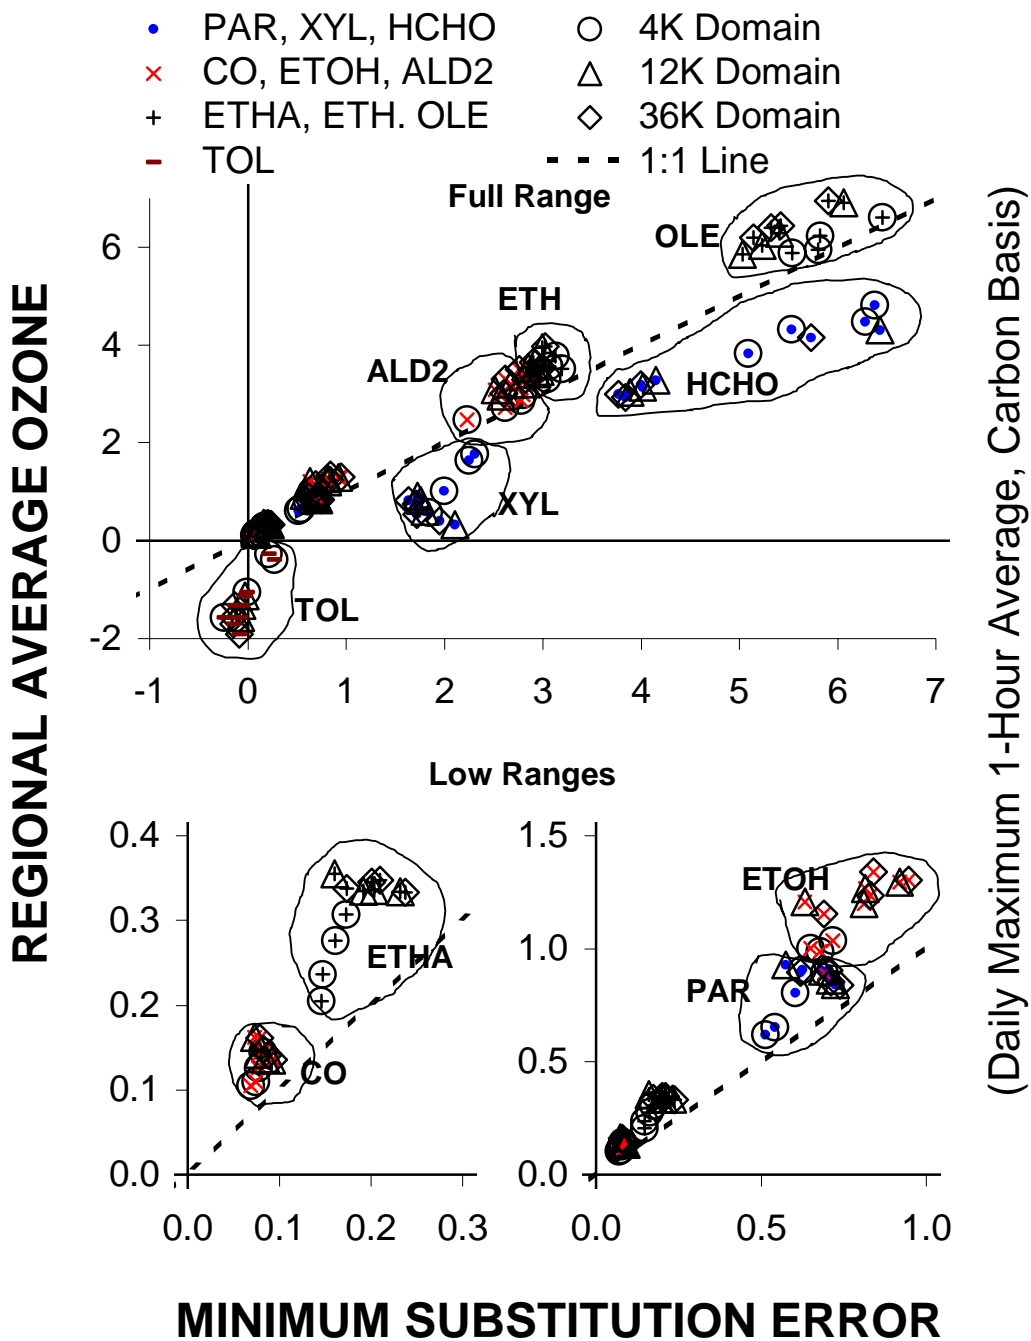 PAR, XYL, HCHO
4K Domain
CO, ETOH, ALD2
12K Domain
ETHA, ETH. OLE
36K Domain
TOL
1:1 Line
Full Range
REGIONAL AVERAGE OZONE
(Daily Maximum 1-Hour Average, Carbon Basis)
OLE
6
ETH
4
ALD2
HCHO
2
XYL
0
TOL
-2
-1 0 1 2 3 4 5 6 7
Low Ranges
0.4
0.3
ETHA
0.2
0.1
CO
0.0
0.0 0.1 0.2 0.3
1.5
ETOH
1.0
PAR
0.5
0.0
0.0 0.5 1.0
MINIMUM SUBSTITUTION ERROR